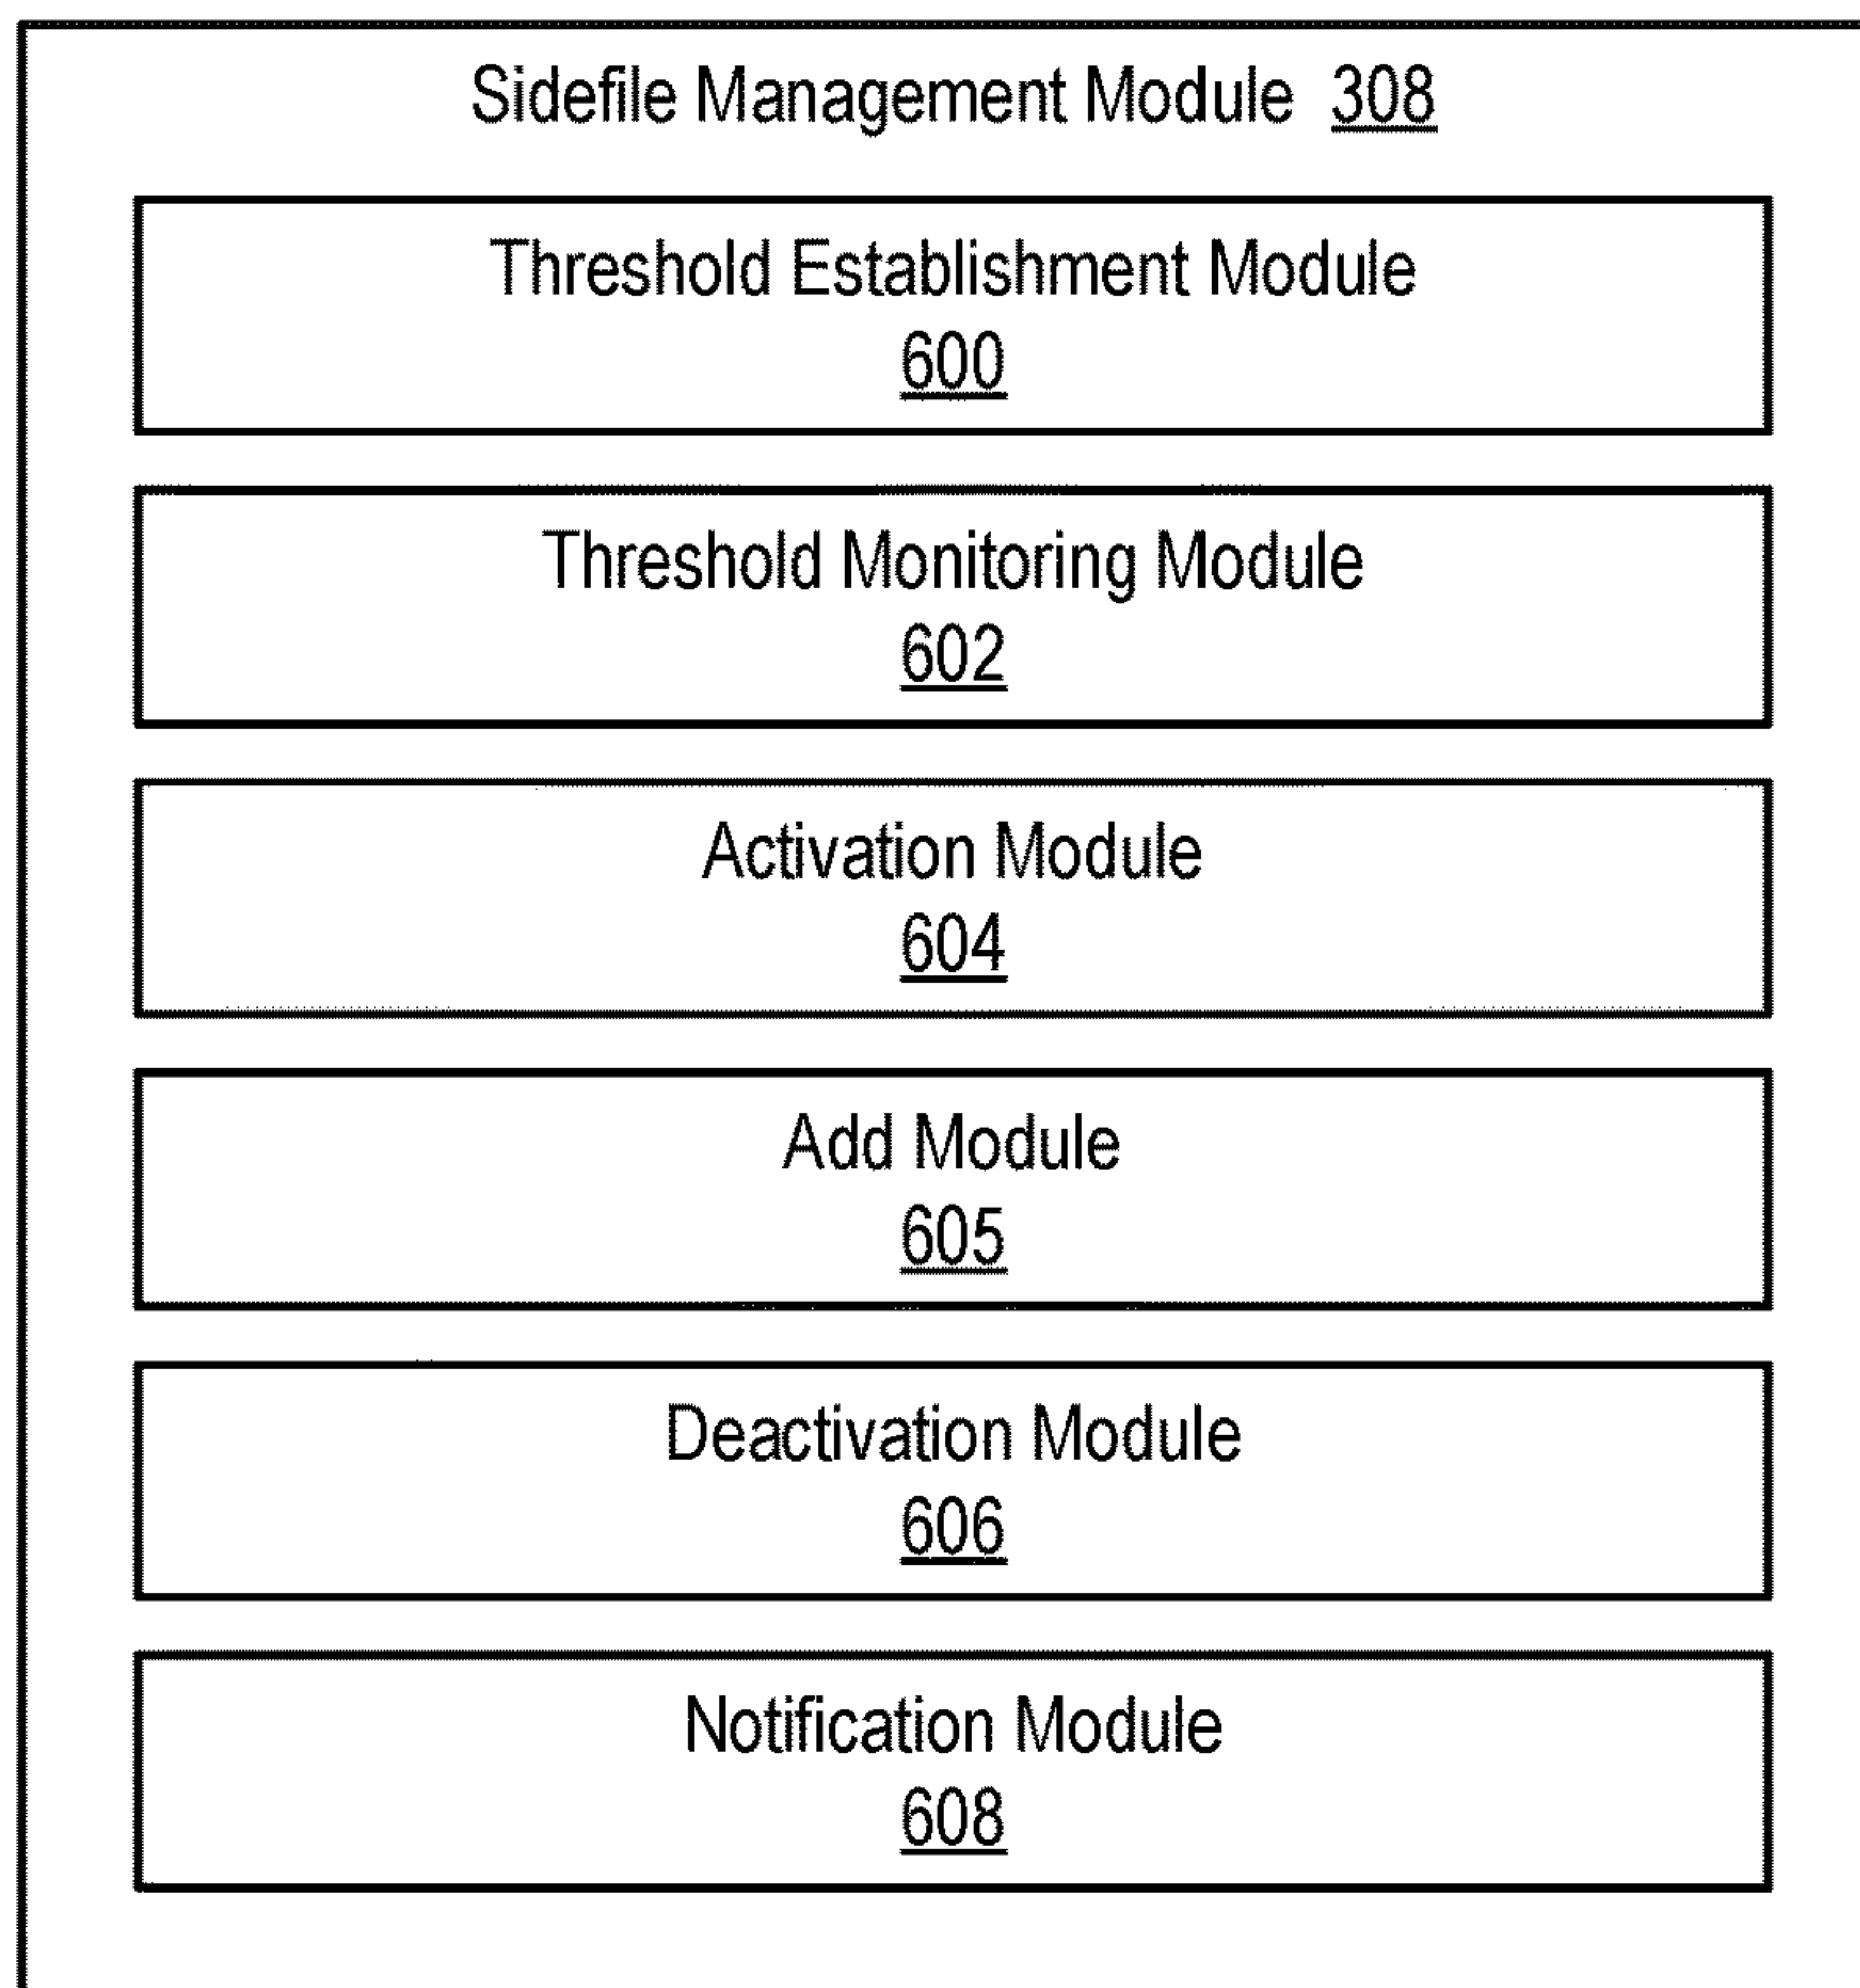 Sidefile Management Module 308
Threshold Establishment Module
600
Threshold Monitoring Module
602
Activation Module
604
Add Module
605
Deactivation Module
606
Notification Module
608